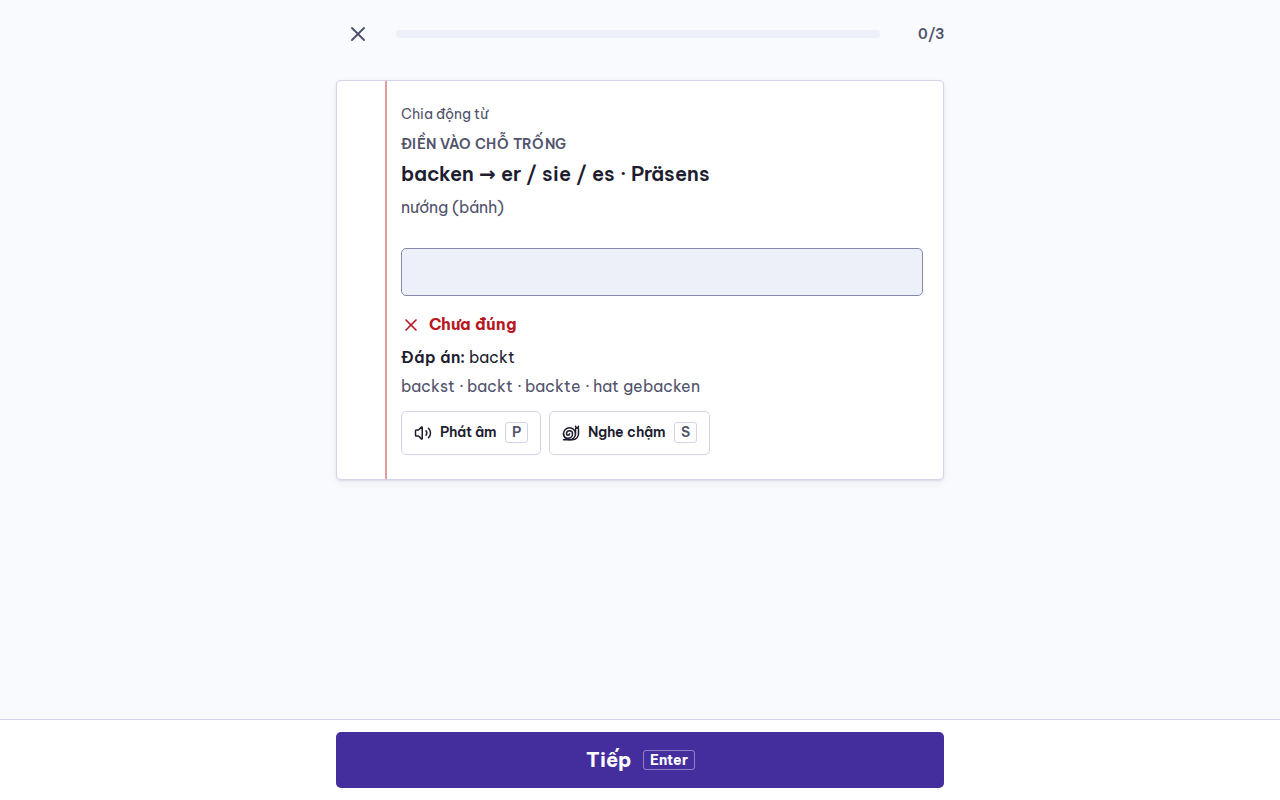 0/3
Chia động từ
ĐIỀN VÀO CHỖ TRỐNG
backen → er / sie / es · Präsens
nướng (bánh)
Chưa đúng
Đáp án: backt
backst · backt · backte · hat gebacken
Phát âm P Nghe chậm S
Tiếp Enter